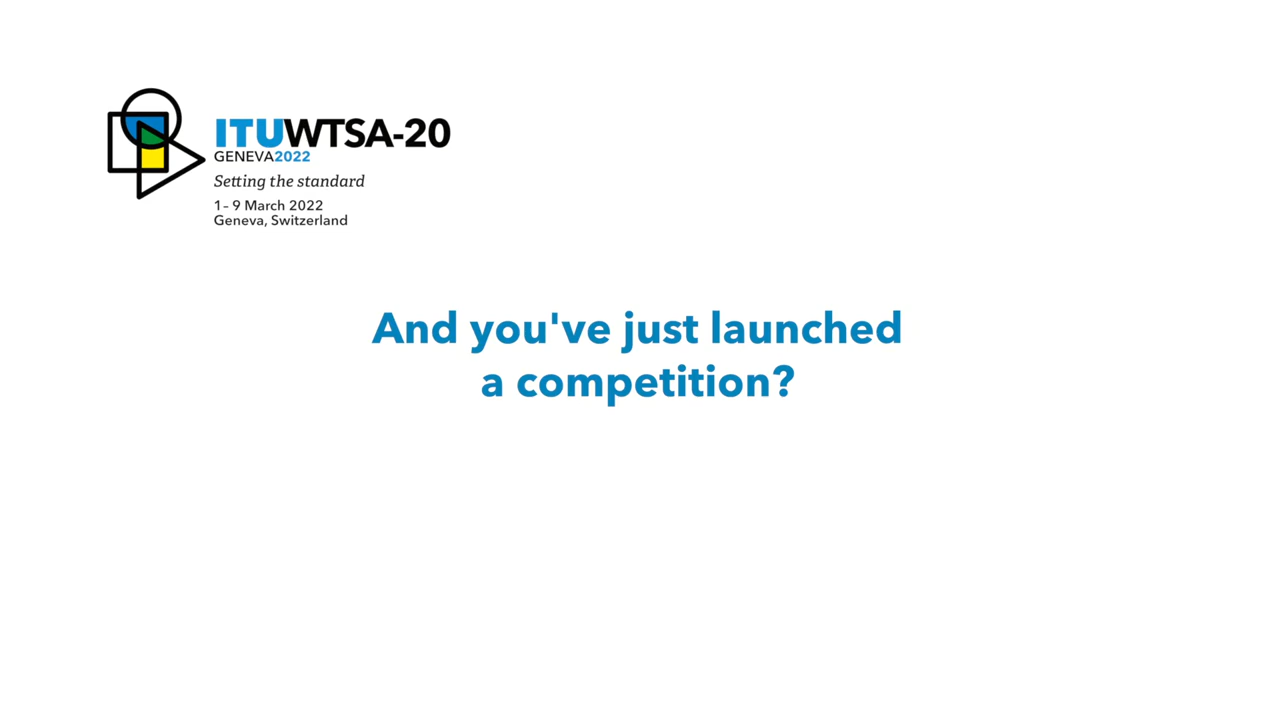 ITUWTSA-20
GENEVA2022
Setting the standard
1– 9 March 2022
Geneva, Switzerland
And you've just launched
a competition?